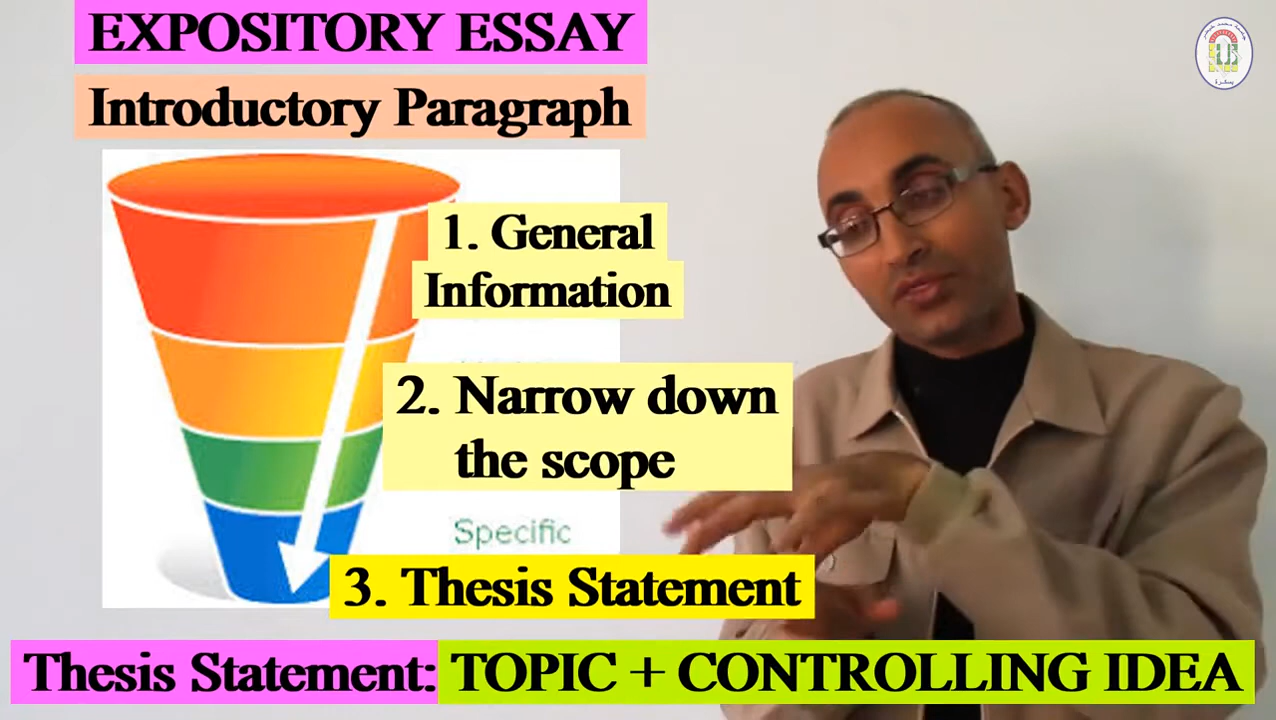 EXPOSITORY ESSAY
Introductory Paragraph
1. General
Information
2. Narrow down
the scope
Specific
3. Thesis Statement
Thesis Statement: TOPIC + CONTROLLING IDEA